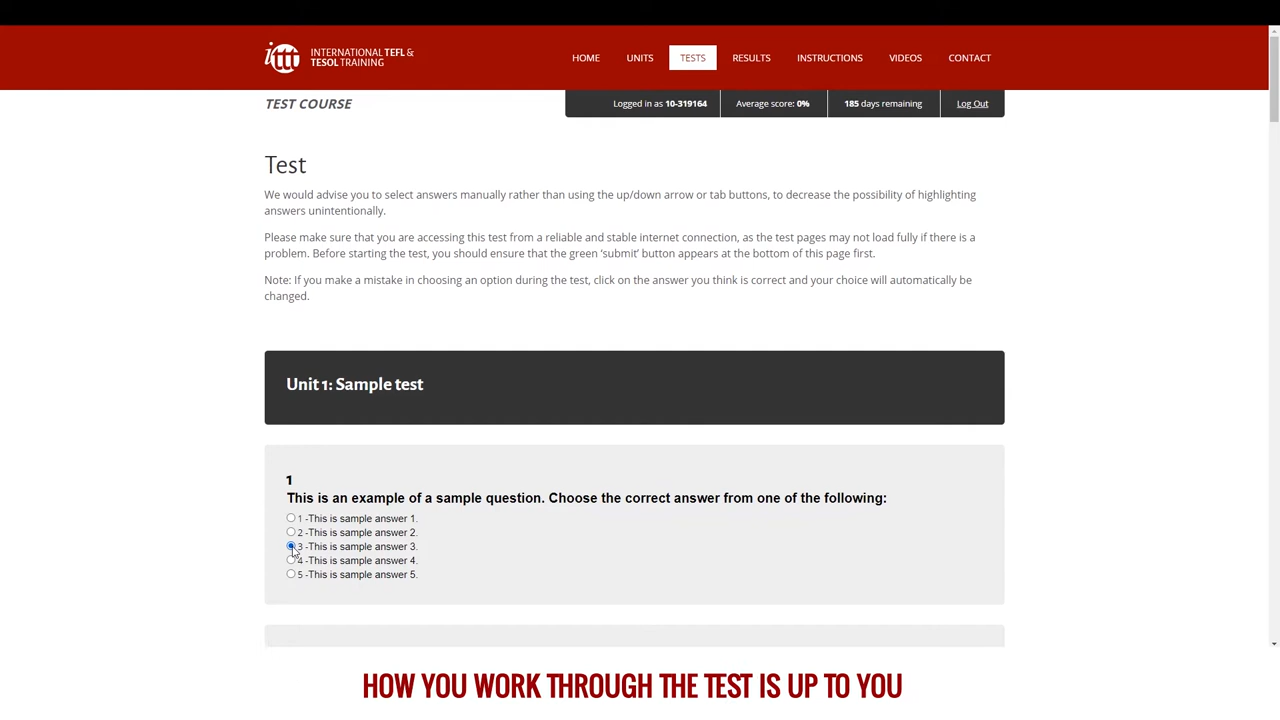 iTTT
INTERNATIONAL TEFL &
TESOL TRAINING
HOME UNITS TESTS RESULTS INSTRUCTIONS VIDEOS CONTACT
TEST COURSE
Logged in as 10-319164 Average score: 0% 185 days remaining Log Out
Test
We would advise you to select answers manually rather than using the up/down arrow or tab buttons, to decrease the possibility of highlighting
answers unintentionally.
Please make sure that you are accessing this test from a reliable and stable internet connection, as the test pages may not load fully if there is a
problem. Before starting the test, you should ensure that the green ‘submit’ button appears at the bottom of this page first.
Note: If you make a mistake in choosing an option during the test, click on the answer you think is correct and your choice will automatically be
changed.
Unit 1: Sample test
1
This is an example of a sample question. Choose the correct answer from one of the following:
1 -This is sample answer 1.
2 -This is sample answer 2.
3 -This is sample answer 3.
4 -This is sample answer 4.
5 -This is sample answer 5.
HOW YOU WORK THROUGH THE TEST IS UP TO YOU